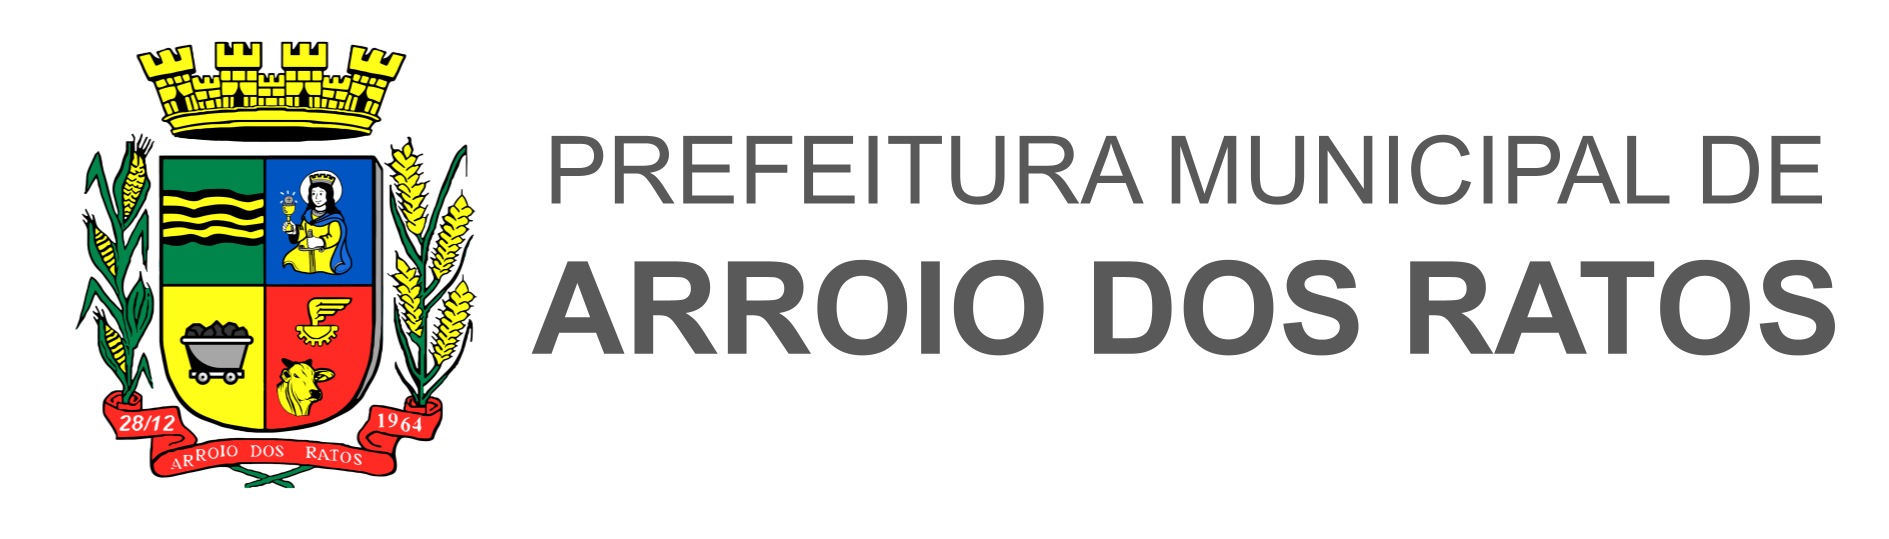 PREFEITURA MUNICIPAL DE
ARROIO DOS RATOS
28/12
1964
ARROIO DOS RATOS